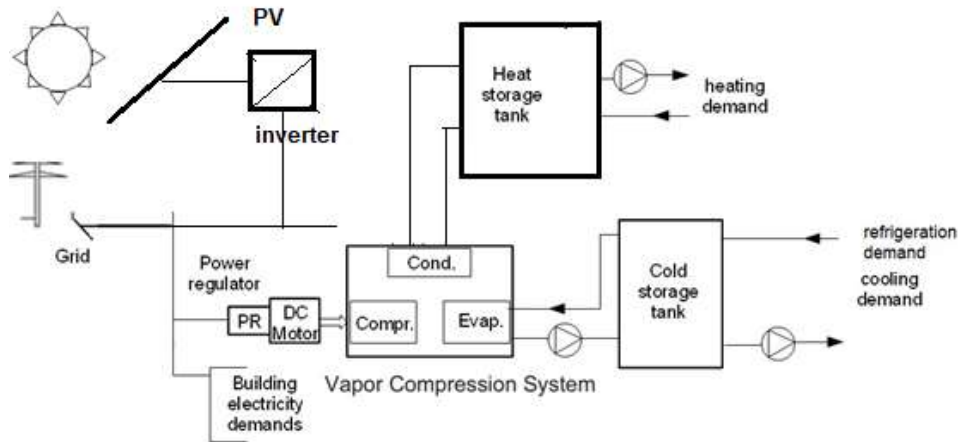 PV
inverter
Heat
storage
tank
heating
demand
Grid
Power
regulator
PR
DC
Motor
Cond.
Compr.
Evap.
Vapor Compression System
Cold
storage
tank
refrigeration
demand
cooling
demand
Building
electricity
demands